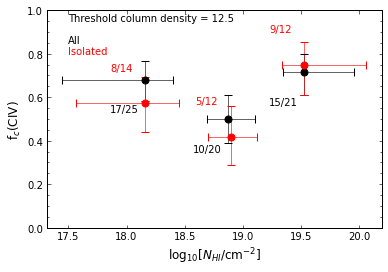 Threshold column density = 12.5
All
Isolated
8/14
17/25
5/12
10/20
9/12
15/21
1.0
0.8
0.6
0.4
0.2
0.0
f_c(CIV)
17.5 18.0 18.5 19.0 19.5 20.0
log_10[N_HI/cm^-2]